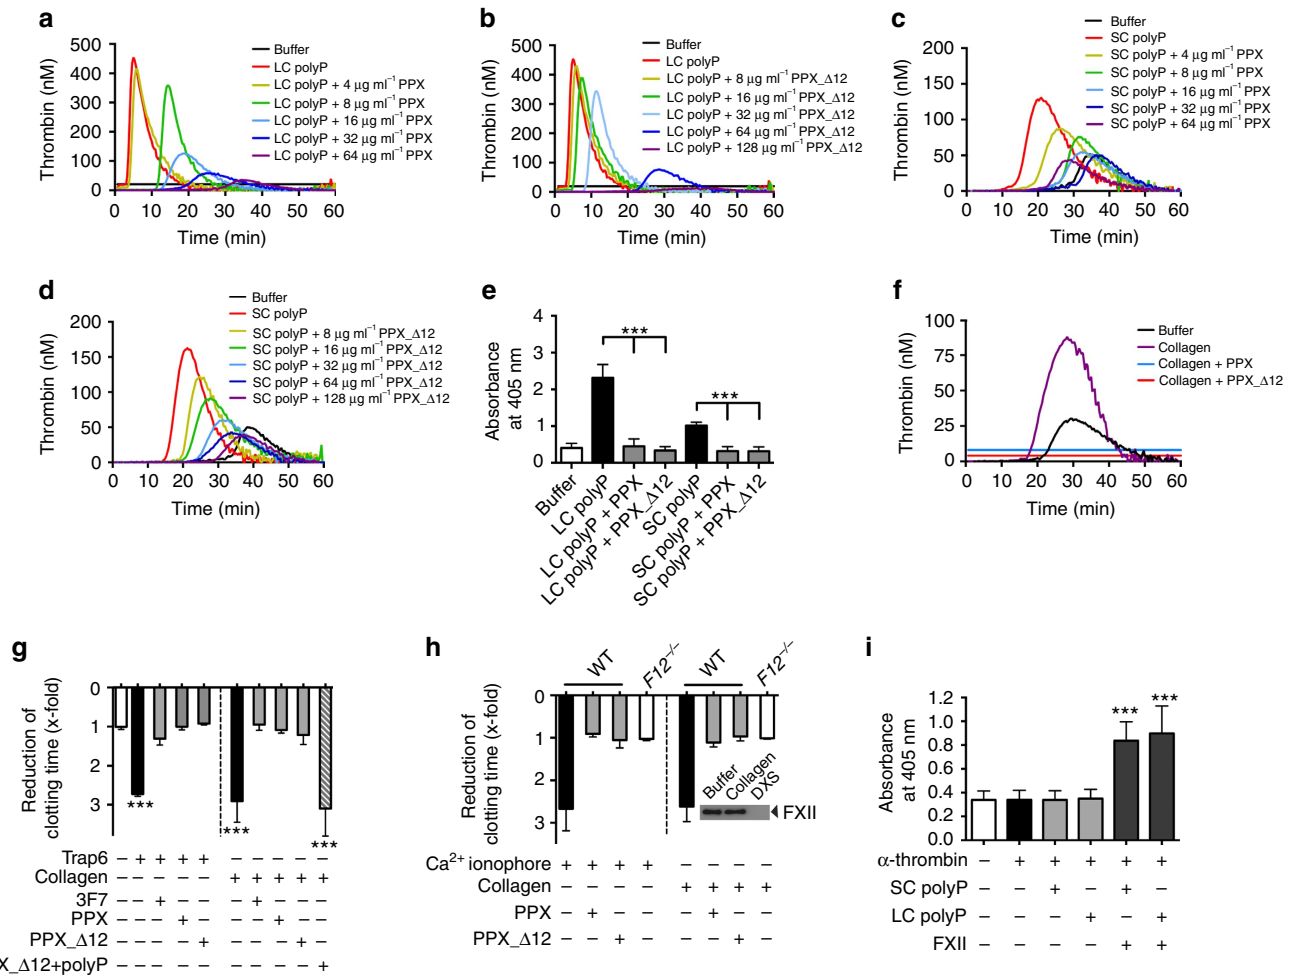 a
Thrombin (nM)
500
400
300
200
100
0
0 10 20 30 40 50 60
Time (min)
Buffer
LC polyP
LC polyP + 4 µg ml⁻¹ PPX
LC polyP + 8 µg ml⁻¹ PPX
LC polyP + 16 µg ml⁻¹ PPX
LC polyP + 32 µg ml⁻¹ PPX
LC polyP + 64 µg ml⁻¹ PPX
b
Thrombin (nM)
500
400
300
200
100
0
0 10 20 30 40 50 60
Time (min)
Buffer
LC polyP
LC polyP + 8 µg ml⁻¹ PPX_Δ12
LC polyP + 16 µg ml⁻¹ PPX_Δ12
LC polyP + 32 µg ml⁻¹ PPX_Δ12
LC polyP + 64 µg ml⁻¹ PPX_Δ12
LC polyP + 128 µg ml⁻¹ PPX_Δ12
c
Thrombin (nM)
200
150
100
50
0
0 10 20 30 40 50 60
Time (min)
Buffer
SC polyP
SC polyP + 4 µg ml⁻¹ PPX
SC polyP + 8 µg ml⁻¹ PPX
SC polyP + 16 µg ml⁻¹ PPX
SC polyP + 32 µg ml⁻¹ PPX
SC polyP + 64 µg ml⁻¹ PPX
d
Thrombin (nM)
200
150
100
50
0
0 10 20 30 40 50 60
Time (min)
Buffer
SC polyP
SC polyP + 8 µg ml⁻¹ PPX_Δ12
SC polyP + 16 µg ml⁻¹ PPX_Δ12
SC polyP + 32 µg ml⁻¹ PPX_Δ12
SC polyP + 64 µg ml⁻¹ PPX_Δ12
SC polyP + 128 µg ml⁻¹ PPX_Δ12
e
Absorbance
at 405 nm
4
3
2
1
0
***
***
Buffer
LC polyP
LC polyP + PPX
LC polyP + PPX_Δ12
SC polyP
SC polyP + PPX
SC polyP + PPX_Δ12
f
Thrombin (nM)
100
75
50
25
0
0 10 20 30 40 50 60
Time (min)
Buffer
Collagen
Collagen + PPX
Collagen + PPX_Δ12
g
Reduction of
clotting time (x-fold)
0
1
2
3
***
***
***
Trap6 – + + + + – – – – –
Collagen – – – – – + + + + +
3F7 – – + – – – + – – –
PPX – – – + – – – + – –
PPX_Δ12 – – – – + – – – + –
X_Δ12+polyP – – – – – – – – – +
h
WT
F12⁻/⁻
WT
F12⁻/⁻
Reduction of
clotting time (x-fold)
0
1
2
3
Buffer
Collagen
DXS
FXII
Ca²⁺ ionophore + + + + – – – –
Collagen – – – – + + + +
PPX – + – – – + – –
PPX_Δ12 – – + – – – + –
i
Absorbance
at 405 nm
1.2
1.0
0.8
0.6
0.4
0.2
0.0
***
***
α-thrombin – + + + + +
SC polyP – – + – + –
LC polyP – – – + – +
FXII – – – – + +